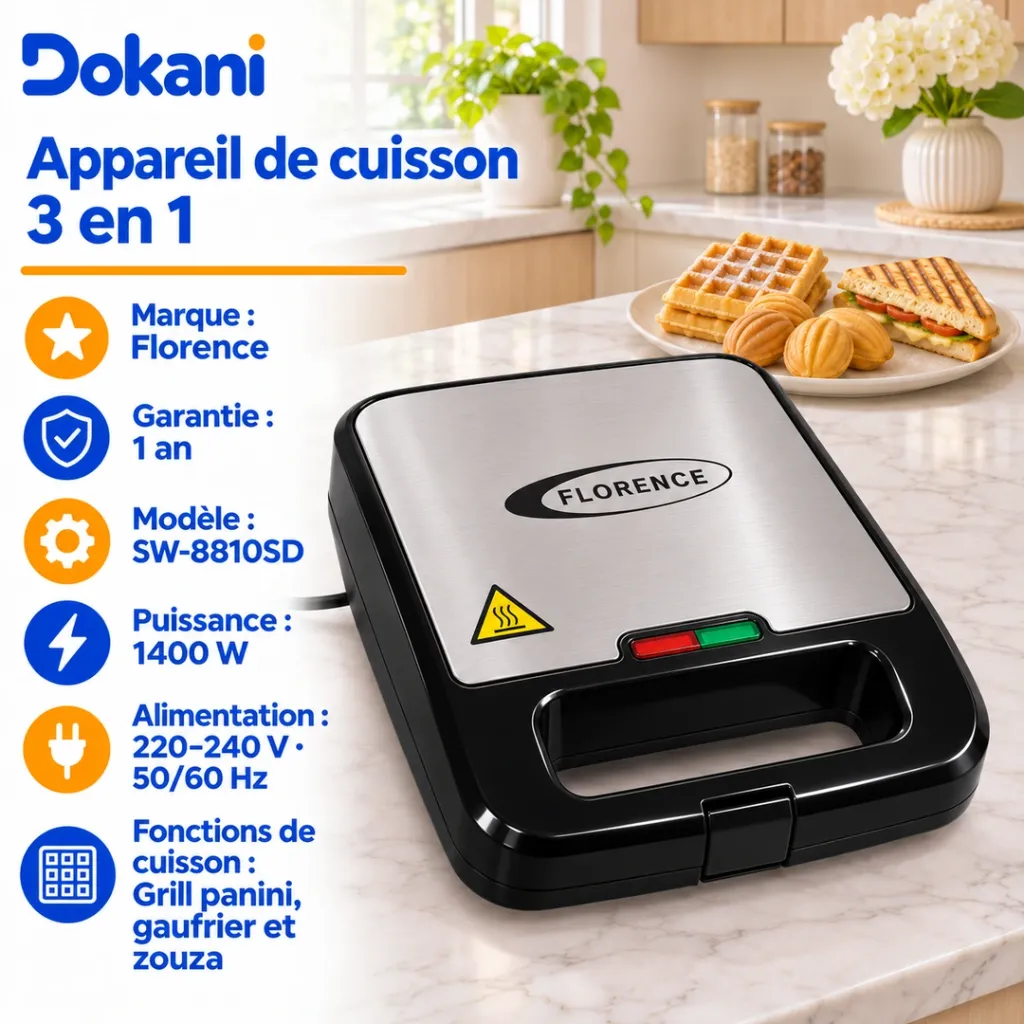 Dokani
Appareil de cuisson
3 en 1
Marque :
Florence
Garantie :
1 an
Modèle :
SW-8810SD
Puissance :
1400 W
Alimentation :
220–240 V •
50/60 Hz
Fonctions de
cuisson :
Grill panini,
gaufrier et
zouza
FLORENCE